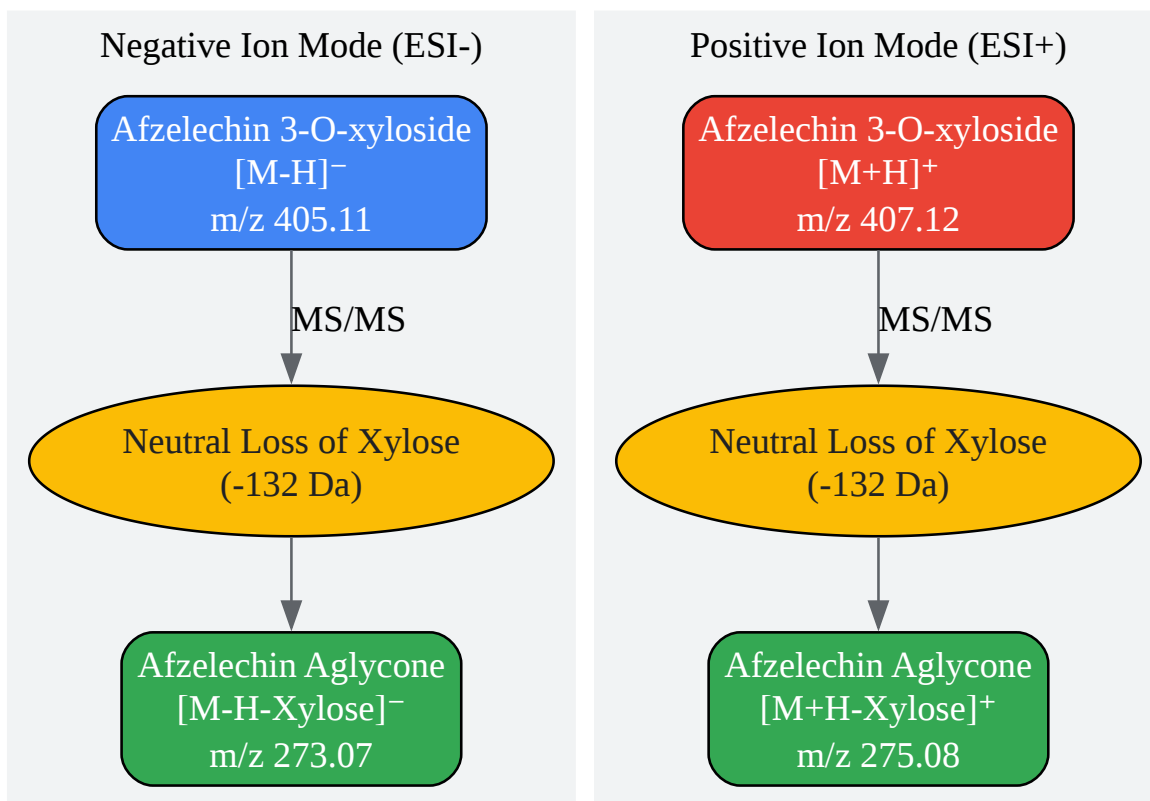 Negative Ion Mode (ESI-)
Afzelechin 3-O-xyloside
[M-H]⁻
m/z 405.11
MS/MS
Neutral Loss of Xylose
(-132 Da)
Afzelechin Aglycone
[M-H-Xylose]⁻
m/z 273.07
Positive Ion Mode (ESI+)
Afzelechin 3-O-xyloside
[M+H]⁺
m/z 407.12
MS/MS
Neutral Loss of Xylose
(-132 Da)
Afzelechin Aglycone
[M+H-Xylose]⁺
m/z 275.08